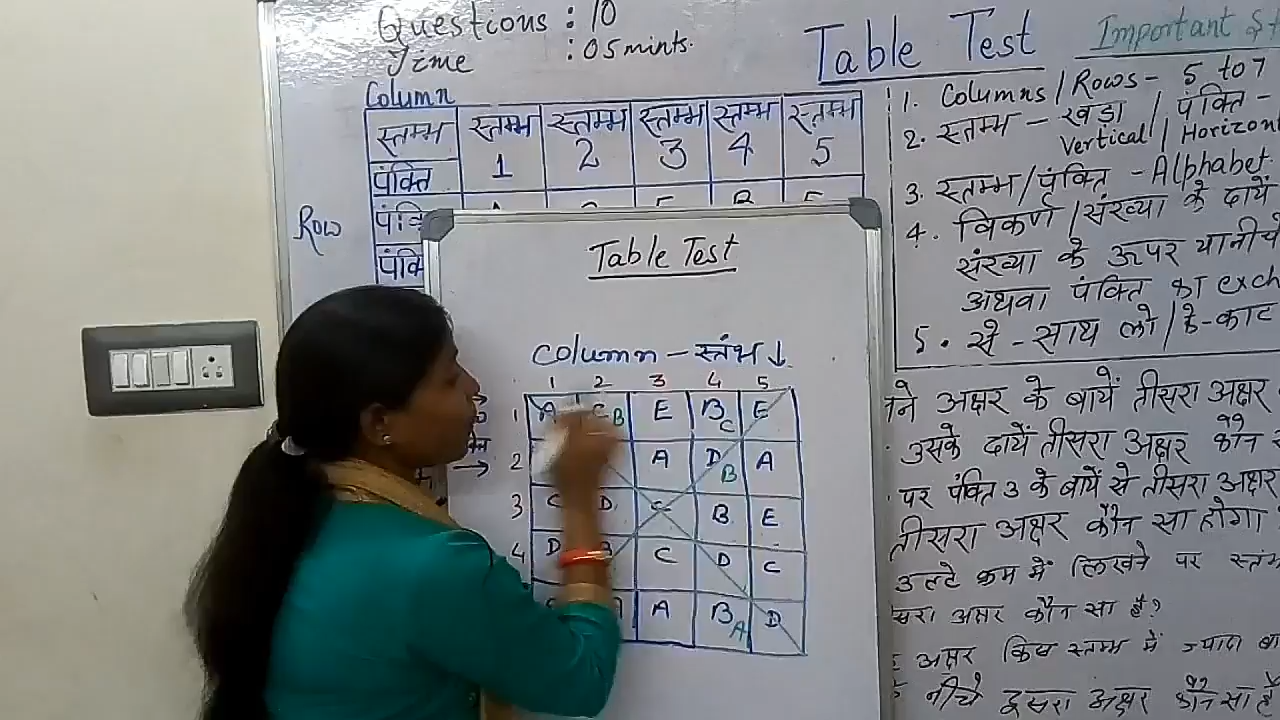 Questions : 10
Time : 05 mints.
Table Test
Important
Column
स्तम्भ स्तम्भ स्तम्भ स्तम्भ स्तम्भ स्तम्भ
1 2 3 4 5
पंक्ति
Row
1. Columns/Rows - 5 to 7
2. स्तम्भ - खड़ा / पंक्ति -
Vertical / Horizon
3. स्तम्भ/पंक्ति - Alphabet.
4. विकर्ण/संख्या के दायें
संख्या के ऊपर या नीचे
अथवा पंक्ति का exch
5. से - साथ लो/के - काट
Table Test
column - स्तंभ ↓
1 2 3 4 5
1 A C B E B C E
2 A D B A
3 C D C B E
4 D B C D C
A B A D
ने अक्षर के बायें तीसरा अक्षर
उसके दायें तीसरा अक्षर कौन
पर पंक्ति 3 के बायें से तीसरा अक्षर
तीसरा अक्षर कौन सा होगा
उलटे क्रम में लिखने पर स्तम
सरा अक्षर कौन सा है?
अक्षर किस स्तम्भ में ज्यादा बा
नीचे दूसरा अक्षर कौन सा है